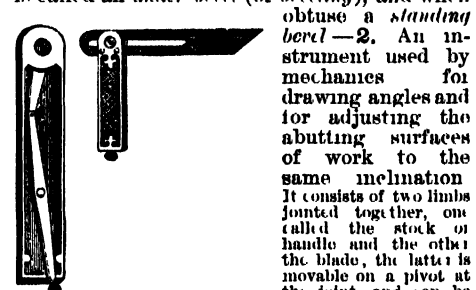 obtuse a standing
bevel—2. An in-
strument used by
mechanics for
drawing angles and
for adjusting the
abutting surfaces
of work to the
same inclination
It consists of two limbs
jointed together, one
called the stock or
handle and the other
the blade, the latter is
movable on a pivot at